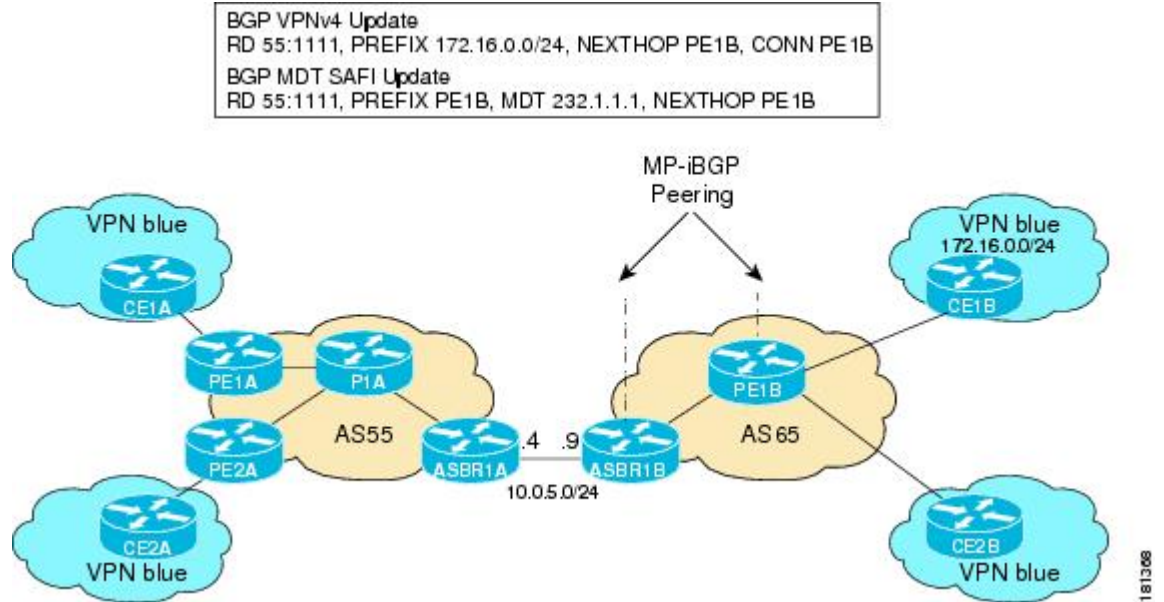 BGP VPNv4 Update
RD 55:1111, PREFIX 172.16.0.0/24, NEXTHOP PE1B, CONN PE1B
BGP MDT SAFI Update
RD 55:1111, PREFIX PE1B, MDT 232.1.1.1, NEXTHOP PE1B
MP-iBGP
Peering
VPN blue
VPN blue
172.16.0.0/24
CE1A
CE1B
PE1A
P1A
PE1B
AS55
AS65
PE2A
ASBR1A
.4
.9
ASBR1B
10.0.5.0/24
CE2A
CE2B
VPN blue
VPN blue
181368